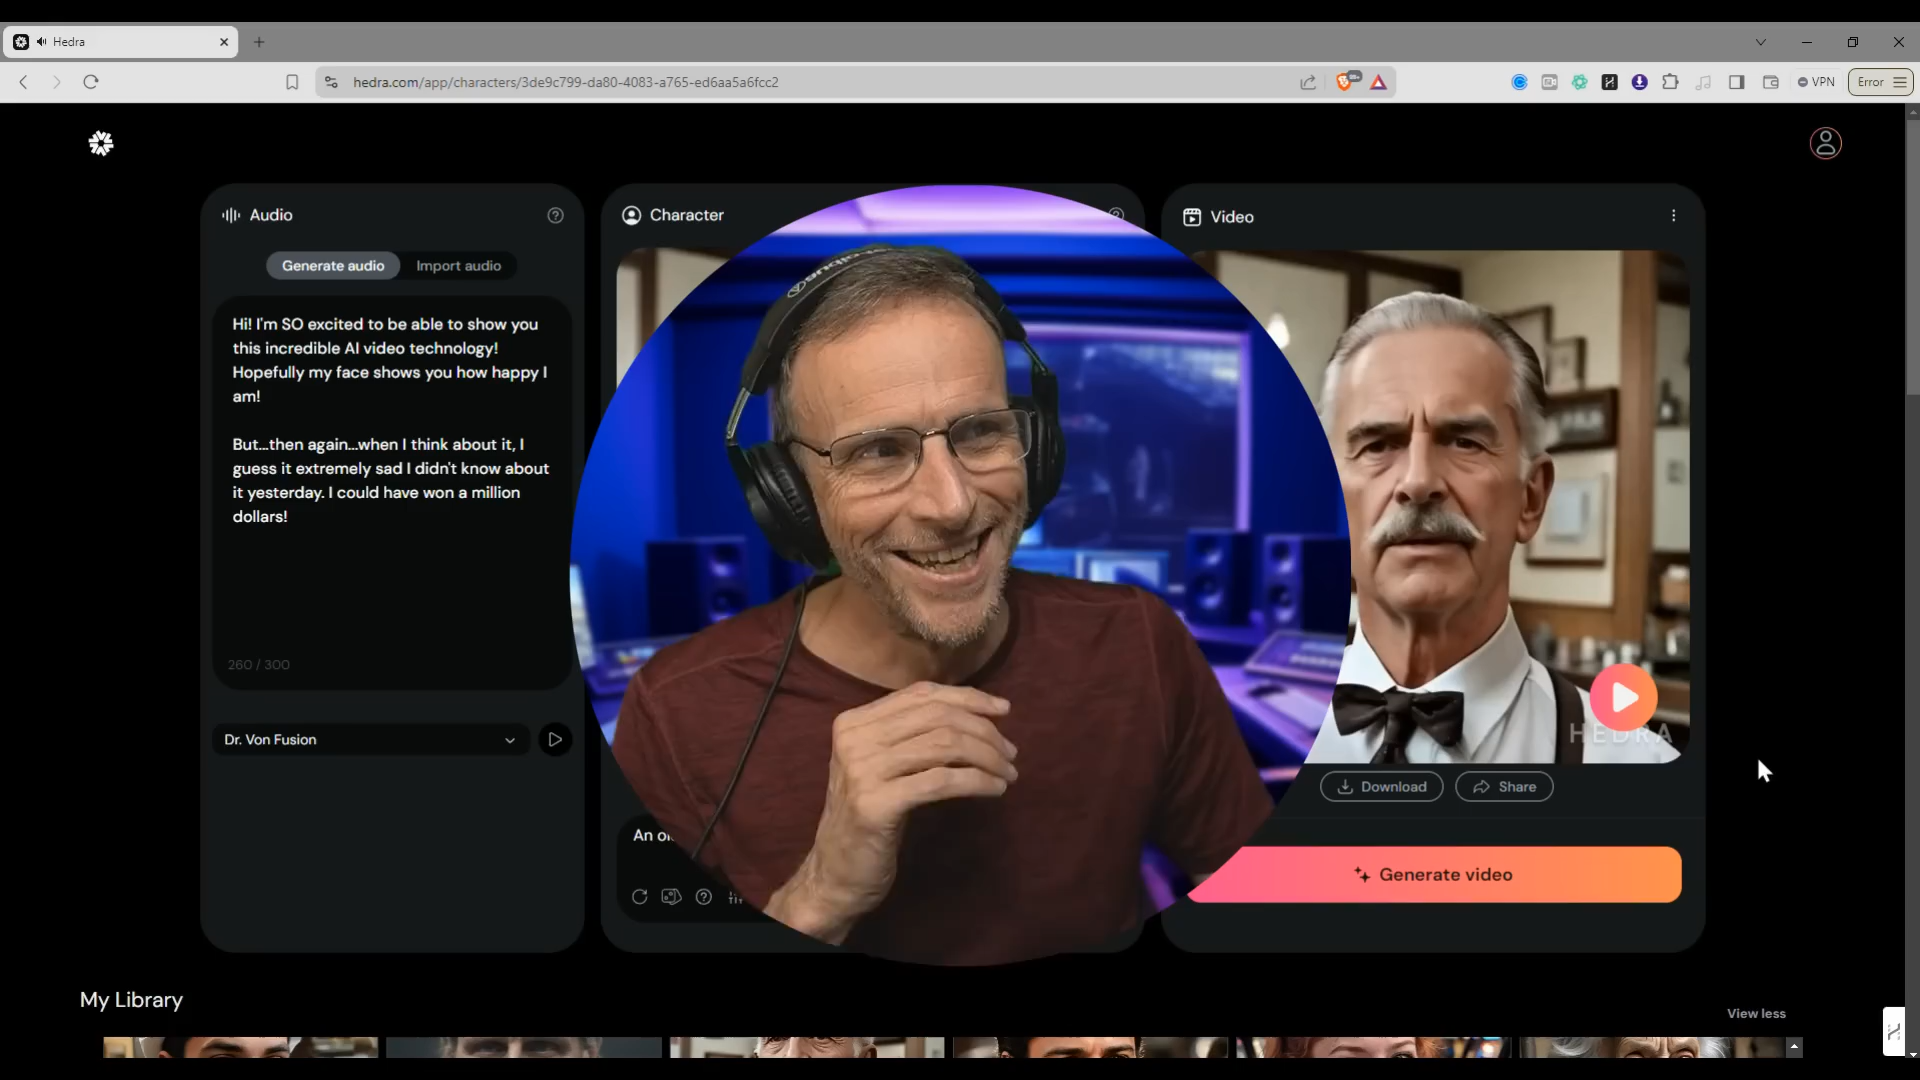 Hedra
hedra.com/app/characters/3de9c799-da80-4083-a765-ed6aa5a6fcc2
VPN
Error
Audio
Generate audio
Import audio
Hi! I'm SO excited to be able to show you
this incredible AI video technology!
Hopefully my face shows you how happy I
am!
But...then again...when I think about it, I
guess it extremely sad I didn't know about
it yesterday. I could have won a million
dollars!
260 / 300
Dr. Von Fusion
Character
An
Video
HEDRA
Download
Share
Generate video
My Library
View less